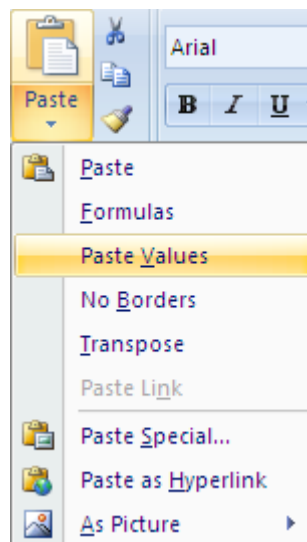 Arial
Paste
B I U
Paste
Formulas
Paste Values
No Borders
Transpose
Paste Link
Paste Special...
Paste as Hyperlink
As Picture